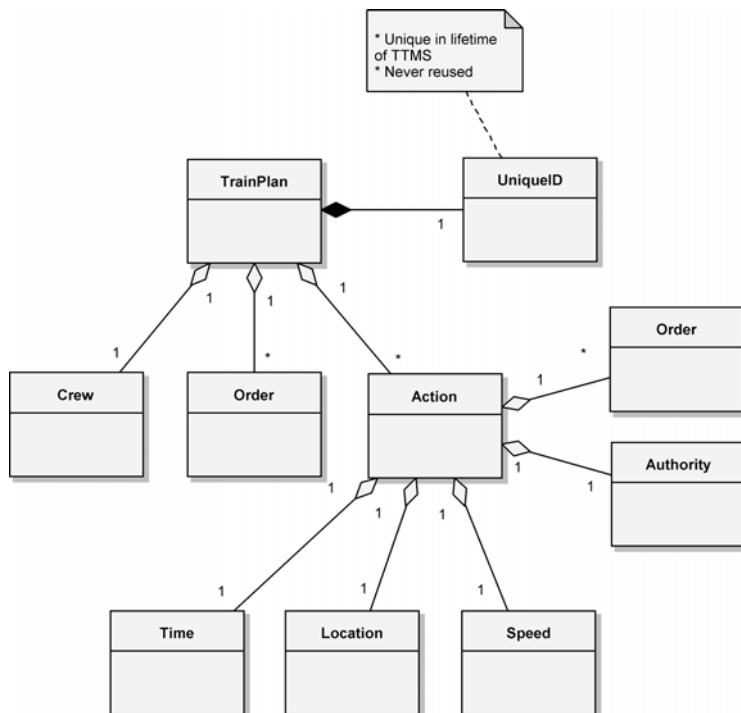 * Unique in lifetime
of TTMS
* Never reused
TrainPlan
UniqueID
1
1
1
1
1
*
*
Order
*
1
Crew
Order
Action
Authority
1
1
1
1
1
1
1
1
Time
Location
Speed